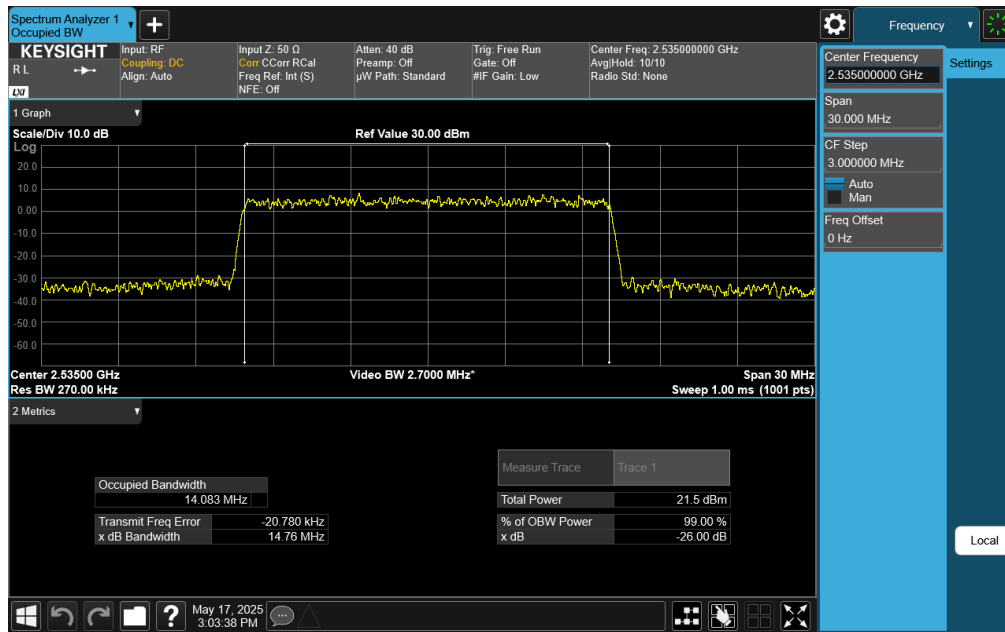 Spectrum Analyzer 1
Occupied BW
Frequency
KEYSIGHT
R L
LXI
Input: RF
Coupling: DC
Align: Auto
Input Z: 50 Ω
Corr CCorr RCal
Freq Ref: Int (S)
NFE: Off
Atten: 40 dB
Preamp: Off
µW Path: Standard
Trig: Free Run
Gate: Off
#IF Gain: Low
Center Freq: 2.535000000 GHz
Avg|Hold: 10/10
Radio Std: None
Center Frequency
2.535000000 GHz
Settings
Span
30.000 MHz
CF Step
3.000000 MHz
Auto
Man
Freq Offset
0 Hz
1 Graph
Scale/Div 10.0 dB
Ref Value 30.00 dBm
Log
20.0
10.0
0.00
-10.0
-20.0
-30.0
-40.0
-50.0
-60.0
Center 2.53500 GHz
Video BW 2.7000 MHz*
Span 30 MHz
Res BW 270.00 kHz
Sweep 1.00 ms (1001 pts)
2 Metrics
Measure Trace
Trace 1
Occupied Bandwidth
14.083 MHz
Total Power
21.5 dBm
Transmit Freq Error
-20.780 kHz
% of OBW Power
99.00 %
x dB Bandwidth
14.76 MHz
x dB
-26.00 dB
Local
?
May 17, 2025
3:03:38 PM